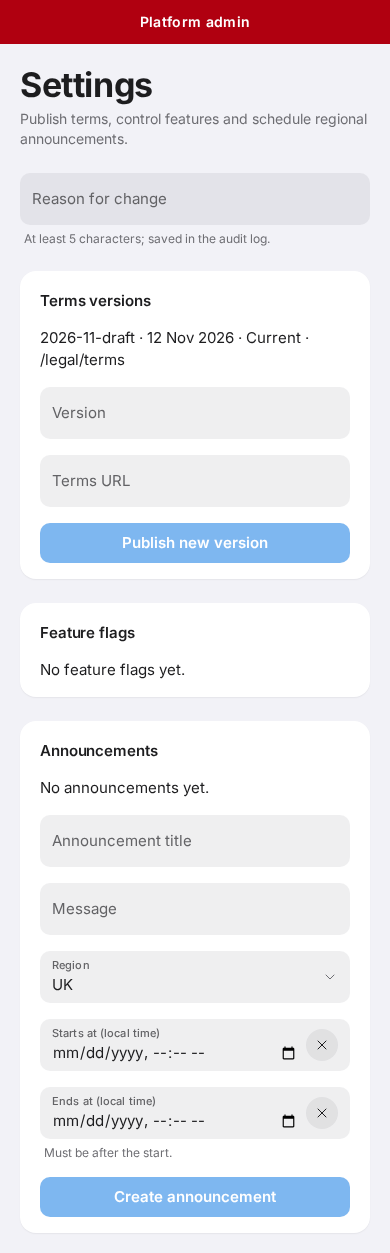 Platform admin
Settings
Publish terms, control features and schedule regional
announcements.
Reason for change
At least 5 characters; saved in the audit log.
Terms versions
2026-11-draft · 12 Nov 2026 · Current ·
/legal/terms
Version
Terms URL
Publish new version
Feature flags
No feature flags yet.
Announcements
No announcements yet.
Announcement title
Message
Region
UK
Starts at (local time)
mm/dd/yyyy, --:-- --
Ends at (local time)
mm/dd/yyyy, --:-- --
Must be after the start.
Create announcement